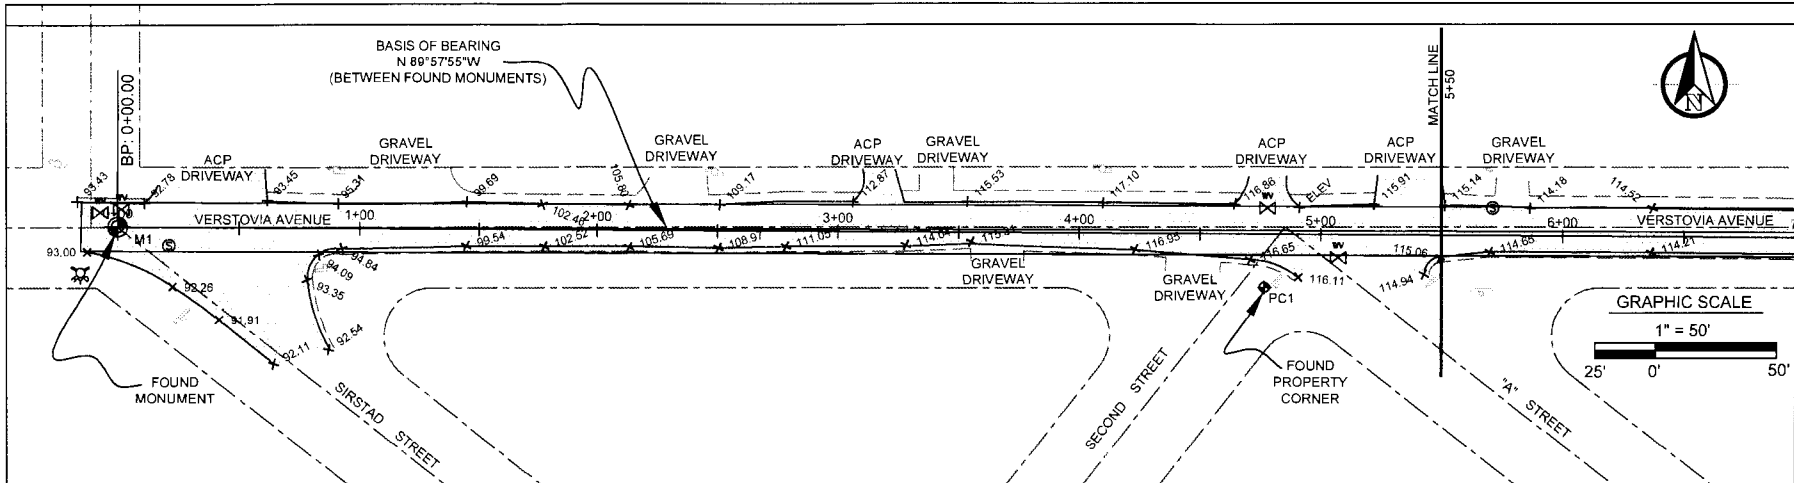 BASIS OF BEARING
N 89°57'55"W
(BETWEEN FOUND MONUMENTS)
MATCH LINE
5+50
N
BP: 0+00.00
ACP
DRIVEWAY
GRAVEL
DRIVEWAY
GRAVEL
DRIVEWAY
ACP
DRIVEWAY
GRAVEL
DRIVEWAY
ACP
DRIVEWAY
ACP
DRIVEWAY
GRAVEL
DRIVEWAY
93.43
92.78
93.45
95.31
99.69
105.80
109.17
112.87
115.53
117.10
116.86
ELEV
115.91
115.14
114.18
114.52
VERSTOVIA AVENUE
1+00
102.46
2+00
3+00
4+00
5+00
6+00
VERSTOVIA AVENUE
M1
93.00
94.84
99.54
102.52
105.69
108.97
111.05
116.95
116.65
115.06
114.68
114.21
94.09
93.35
92.54
92.26
91.91
92.11
GRAVEL
DRIVEWAY
GRAVEL
DRIVEWAY
116.11
114.94
PC1
FOUND
MONUMENT
SIRSTAD STREET
SECOND STREET
FOUND
PROPERTY
CORNER
"A" STREET
GRAPHIC SCALE
1" = 50'
25' 0' 50'